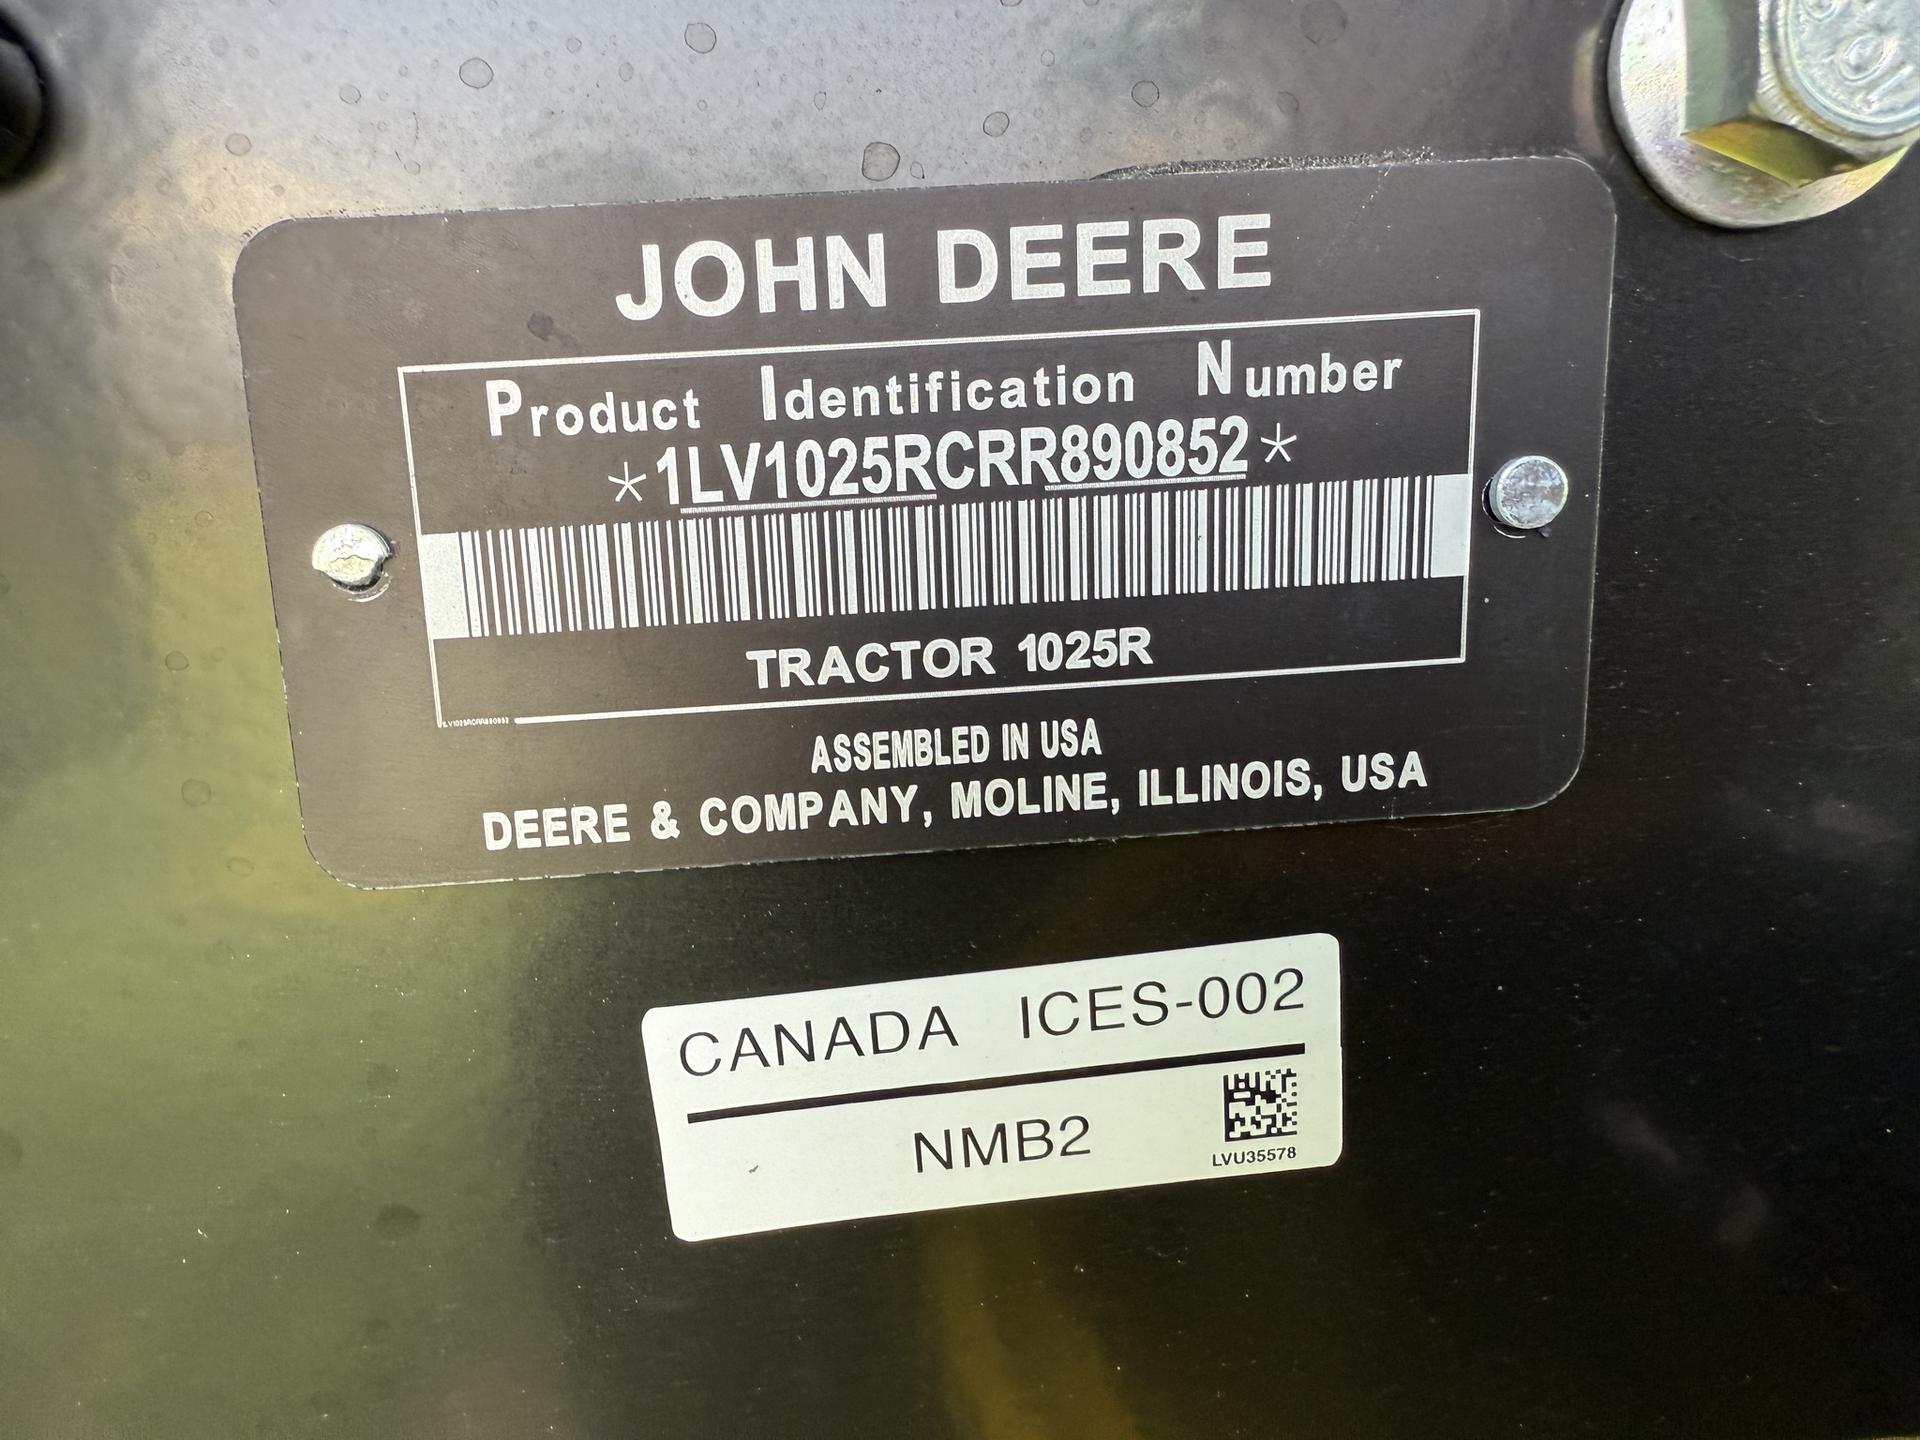 JOHN DEERE
Product Identification Number
*1LV1025RCRR890852*
TRACTOR 1025R
1LV1025RCRR890852
ASSEMBLED IN USA
DEERE & COMPANY, MOLINE, ILLINOIS, USA
CANADA ICES-002
NMB2
LVU35578